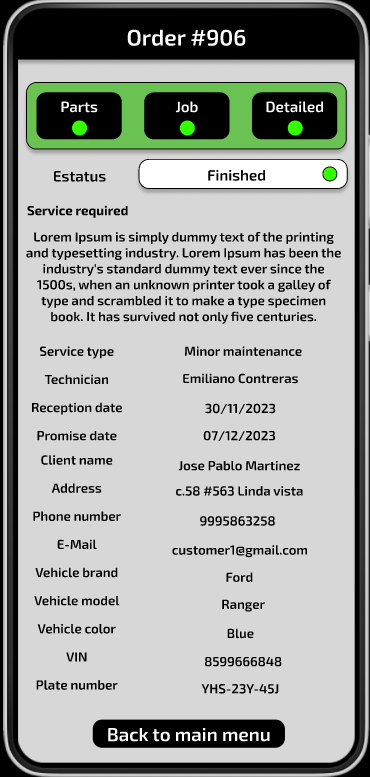 Order #906
Parts
Job
Detailed
Estatus
Finished
Service required
Lorem Ipsum is simply dummy text of the printing
and typesetting industry. Lorem Ipsum has been the
industry's standard dummy text ever since the
1500s, when an unknown printer took a galley of
type and scrambled it to make a type specimen
book. It has survived not only five centuries.
Service type Minor maintenance
Technician Emiliano Contreras
Reception date 30/11/2023
Promise date 07/12/2023
Client name Jose Pablo Martinez
Address c.58 #563 Linda vista
Phone number 9995863258
E-Mail customer1@gmail.com
Vehicle brand Ford
Vehicle model Ranger
Vehicle color Blue
VIN 8599666848
Plate number YHS-23Y-45J
Back to main menu